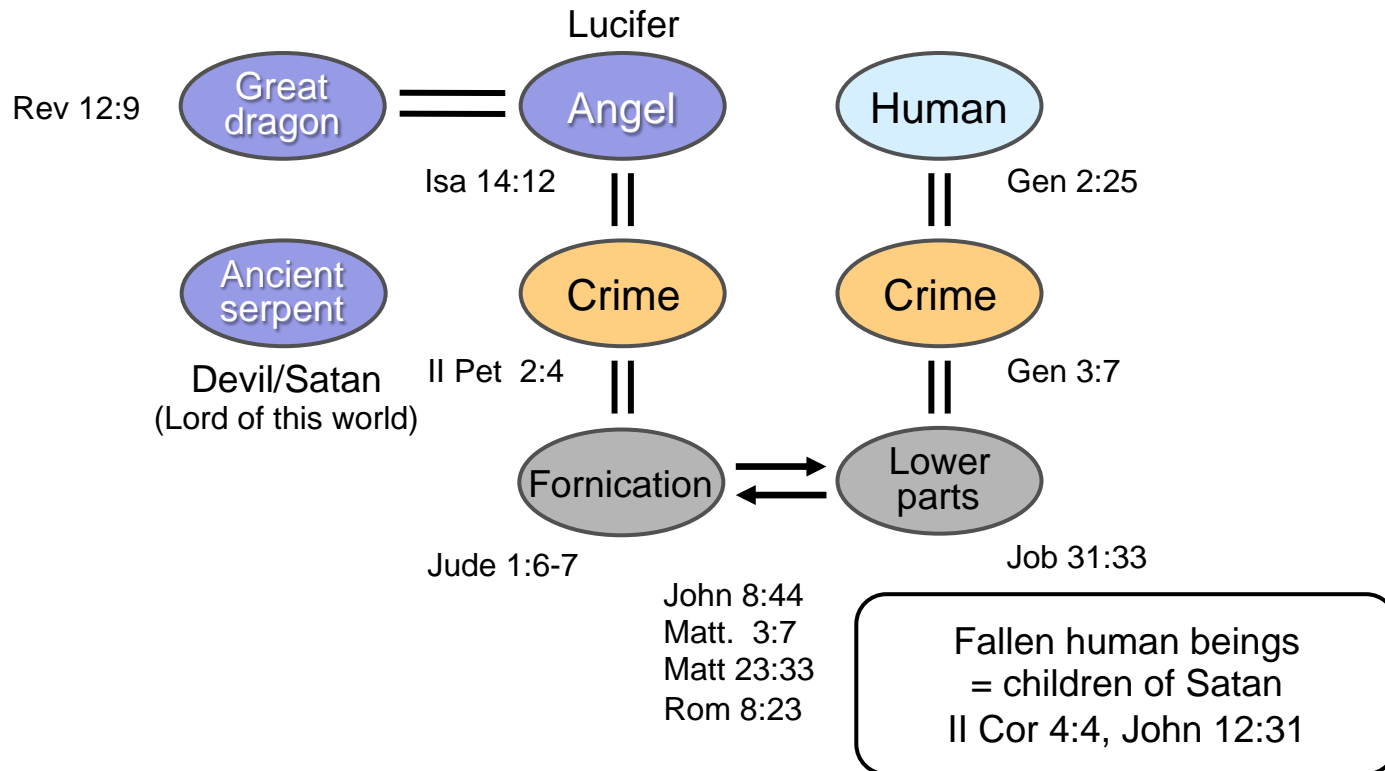 Lucifer
Rev 12:9
Great
dragon
Angel
Human
Isa 14:12
Gen 2:25
Ancient
serpent
Crime
Crime
Devil/Satan
(Lord of this world)
II Pet  2:4
Gen 3:7
Fornication
Lower
parts
Jude 1:6-7
Job 31:33
John 8:44
Matt.  3:7
Matt 23:33
Rom 8:23
Fallen human beings
= children of Satan
II Cor 4:4, John 12:31